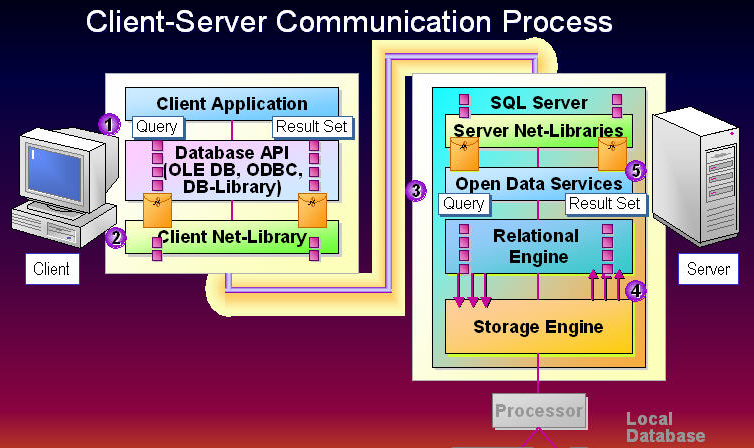 Client-Server Communication Process
Client Application
1
Query
Result Set
Database API
(OLE DB, ODBC,
DB-Library)
2
Client Net-Library
Client
SQL Server
Server Net-Libraries
5
3
Open Data Services
Query
Result Set
Relational
Engine
4
Storage Engine
Server
Processor
Local
Database